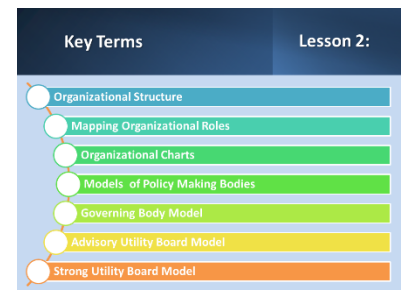 Key Terms
Lesson 2:
Organizational Structure
Mapping Organizational Roles
Organizational Charts
Models of Policy Making Bodies
Governing Body Model
Advisory Utility Board Model
Strong Utility Board Model